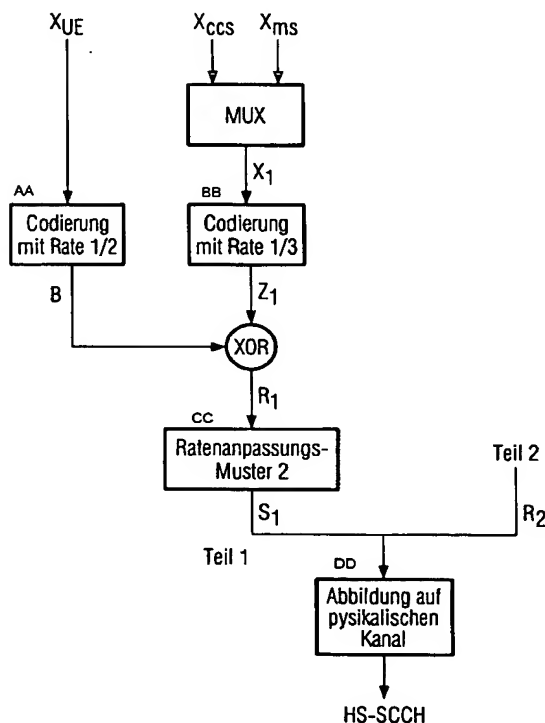 X_UE
X_ccs
X_ms
MUX
X_1
AA
BB
Codierung
mit Rate 1/2
Codierung
mit Rate 1/3
B
Z_1
XOR
R_1
CC
Ratenanpassungs-
Muster 2
Teil 2
S_1
R_2
Teil 1
DD
Abbildung auf
pysikalischen
Kanal
HS-SCCH